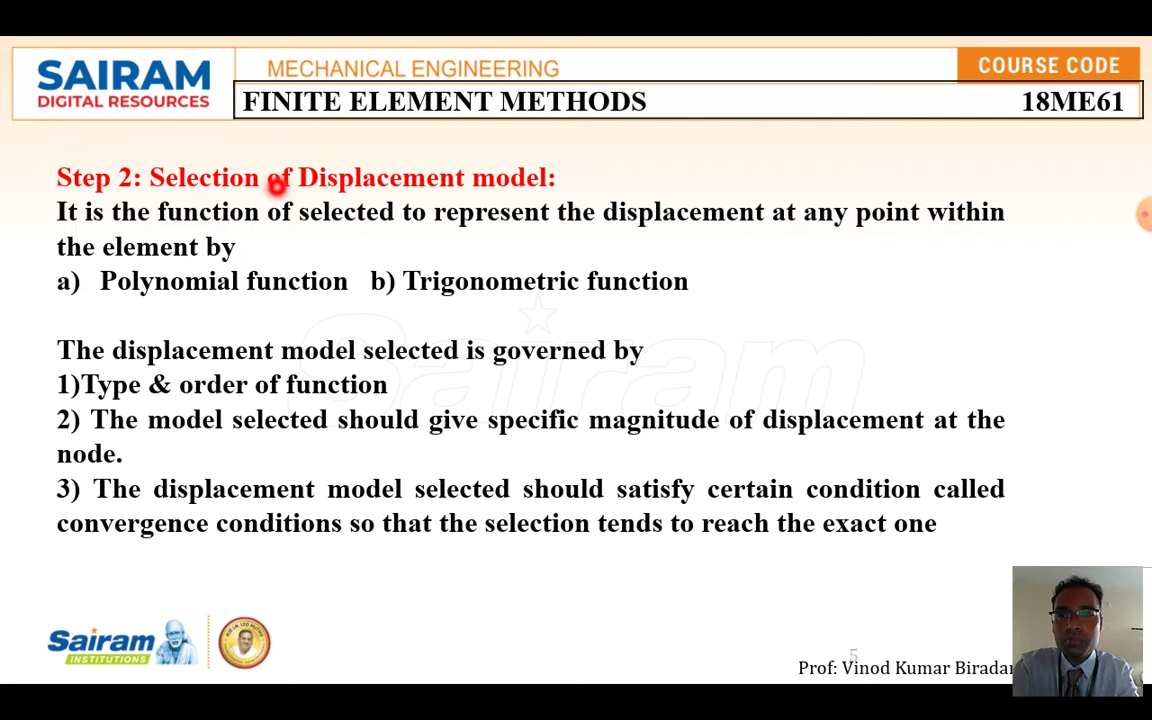 SAIRAM
DIGITAL RESOURCES
MECHANICAL ENGINEERING
COURSE CODE
FINITE ELEMENT METHODS 18ME61
Step 2: Selection of Displacement model:
It is the function of selected to represent the displacement at any point within
the element by
a) Polynomial function b) Trigonometric function
Sairam
The displacement model selected is governed by
1)Type & order of function
2) The model selected should give specific magnitude of displacement at the
node.
3) The displacement model selected should satisfy certain condition called
convergence conditions so that the selection tends to reach the exact one
Sairam
INSTITUTIONS
5
Prof: Vinod Kumar Biradar